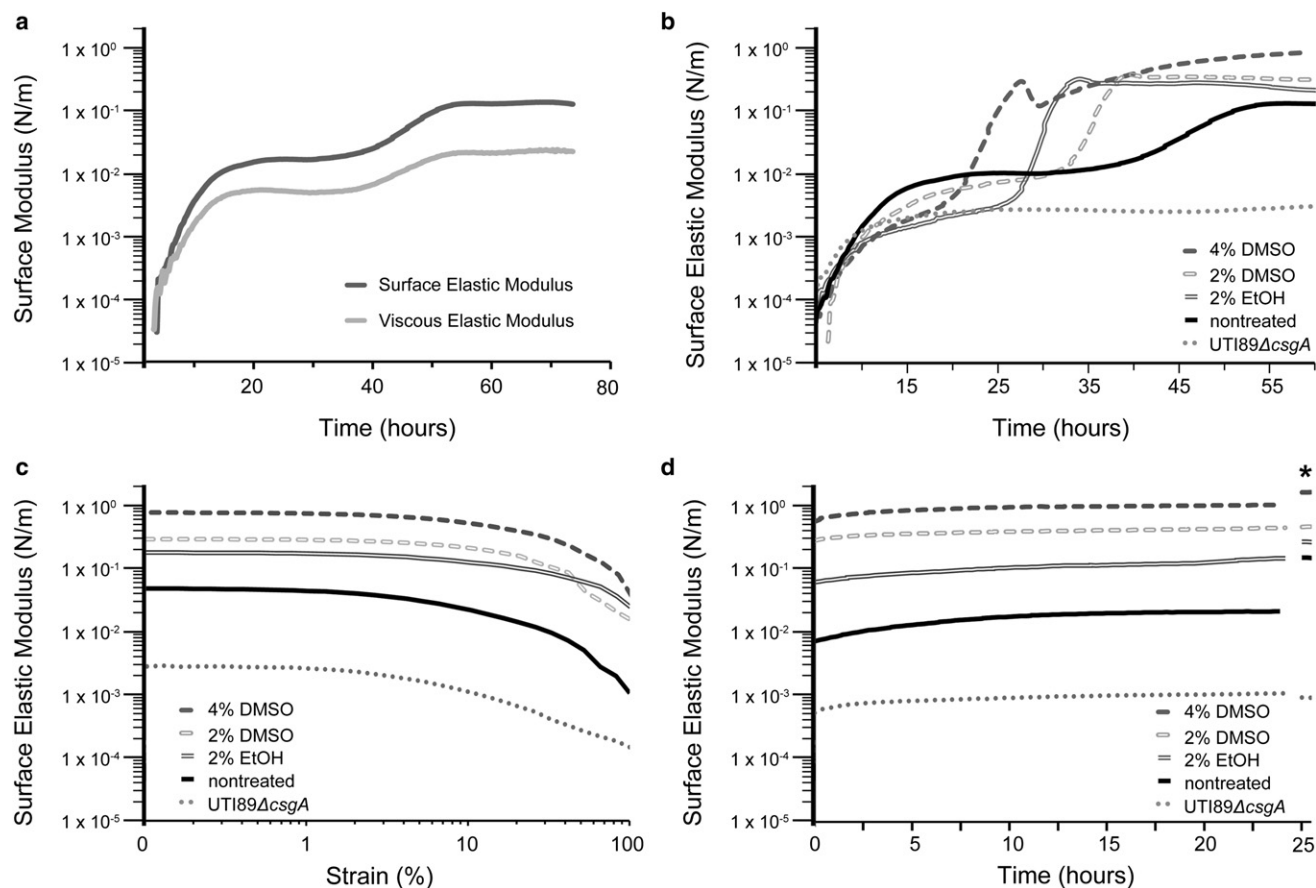 a
Surface Modulus (N/m)
1 x 10⁰
1 x 10⁻¹
1 x 10⁻²
1 x 10⁻³
1 x 10⁻⁴
1 x 10⁻⁵
Surface Elastic Modulus
Viscous Elastic Modulus
20 40 60 80
Time (hours)
b
Surface Elastic Modulus (N/m)
1 x 10⁰
1 x 10⁻¹
1 x 10⁻²
1 x 10⁻³
1 x 10⁻⁴
1 x 10⁻⁵
4% DMSO
2% DMSO
2% EtOH
nontreated
UTI89ΔcsgA
15 25 35 45 55
Time (hours)
c
Surface Elastic Modulus (N/m)
1 x 10⁰
1 x 10⁻¹
1 x 10⁻²
1 x 10⁻³
1 x 10⁻⁴
1 x 10⁻⁵
4% DMSO
2% DMSO
2% EtOH
nontreated
UTI89ΔcsgA
0 1 10 100
Strain (%)
d
*
Surface Elastic Modulus (N/m)
1 x 10⁰
1 x 10⁻¹
1 x 10⁻²
1 x 10⁻³
1 x 10⁻⁴
1 x 10⁻⁵
4% DMSO
2% DMSO
2% EtOH
nontreated
UTI89ΔcsgA
0 5 10 15 20 25
Time (hours)